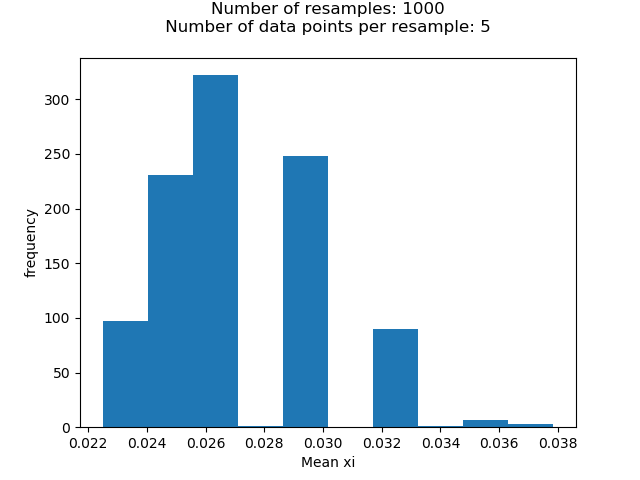 Number of resamples: 1000
Number of data points per resample: 5
300
250
200
150
100
50
0
frequency
0.022 0.024 0.026 0.028 0.030 0.032 0.034 0.036 0.038
Mean xi